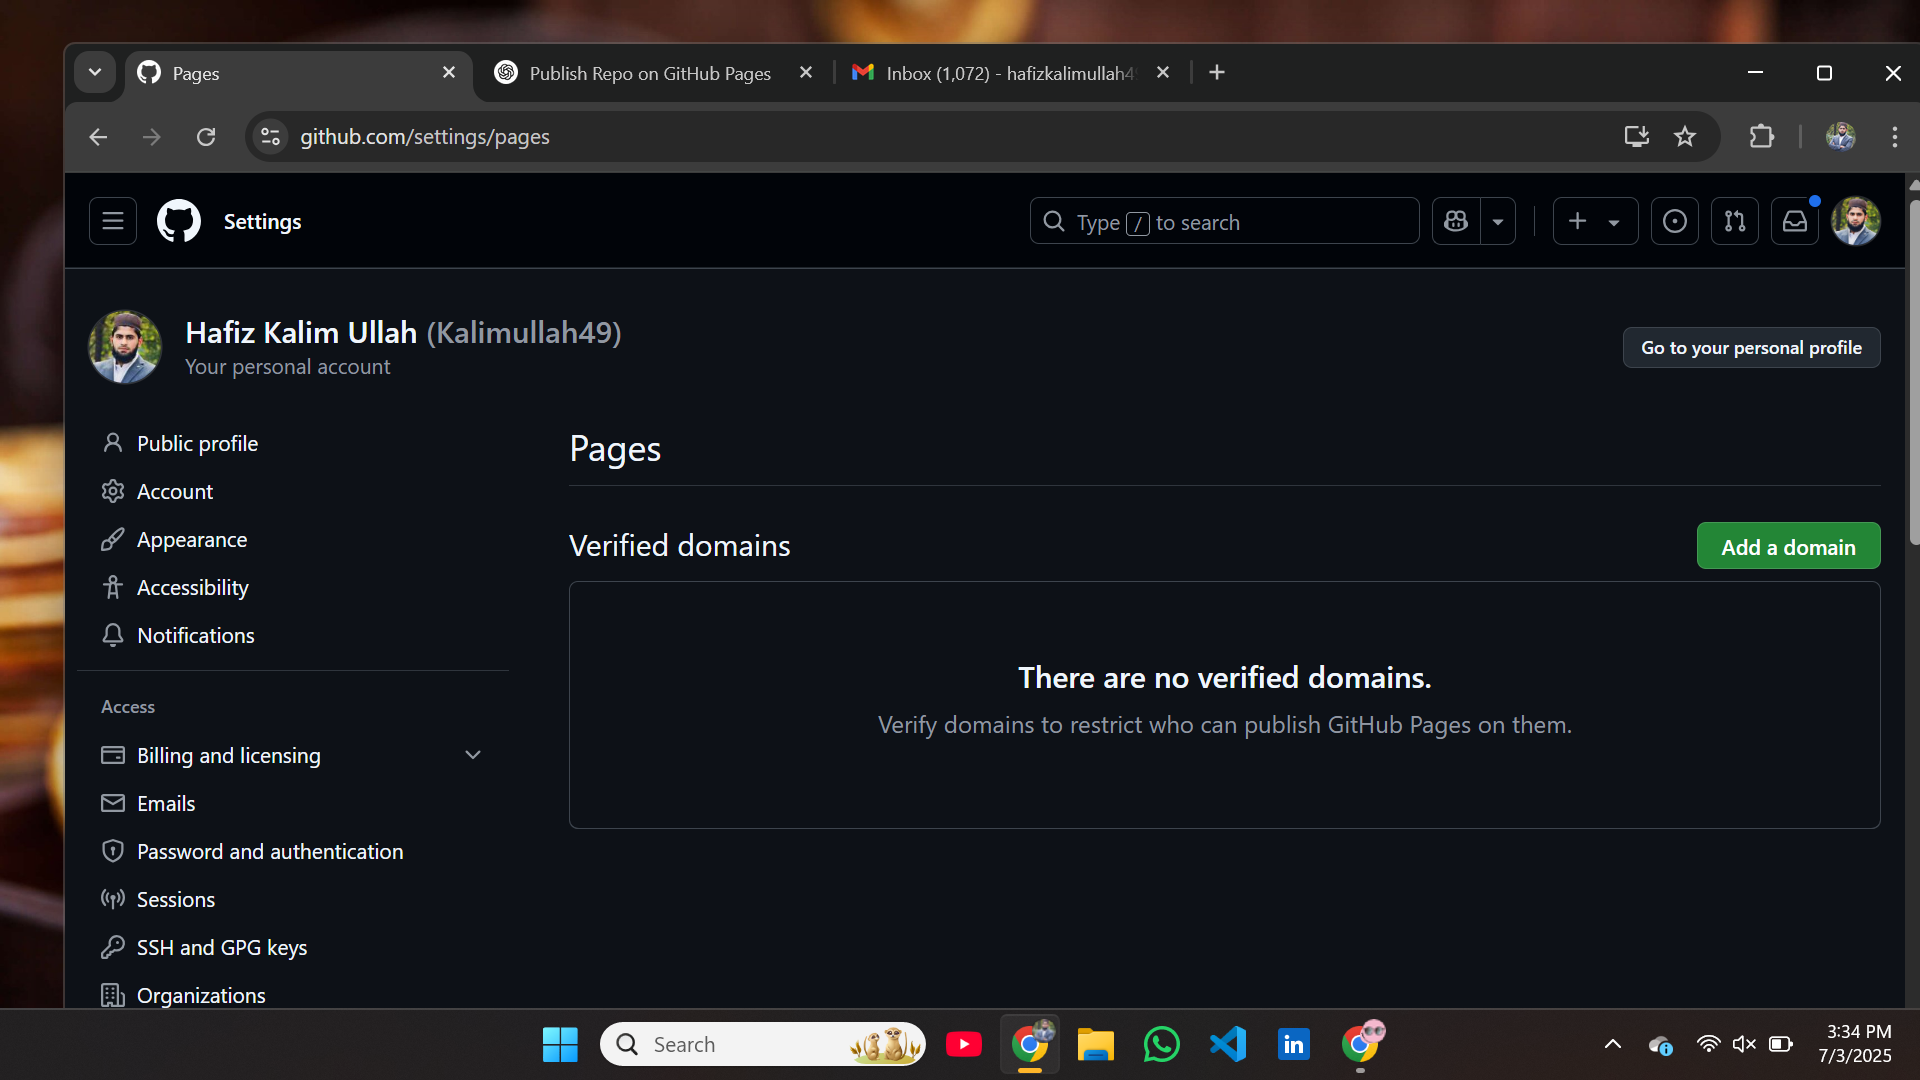 Pages
Publish Repo on GitHub Pages
Inbox (1,072) - hafizkalimullah4
github.com/settings/pages
Settings
Type / to search
Hafiz Kalim Ullah (Kalimullah49)
Your personal account
Go to your personal profile
Public profile
Account
Appearance
Accessibility
Notifications
Access
Billing and licensing
Emails
Password and authentication
Sessions
SSH and GPG keys
Organizations
Pages
Verified domains
Add a domain
There are no verified domains.
Verify domains to restrict who can publish GitHub Pages on them.
Search
in
3:34 PM
7/3/2025